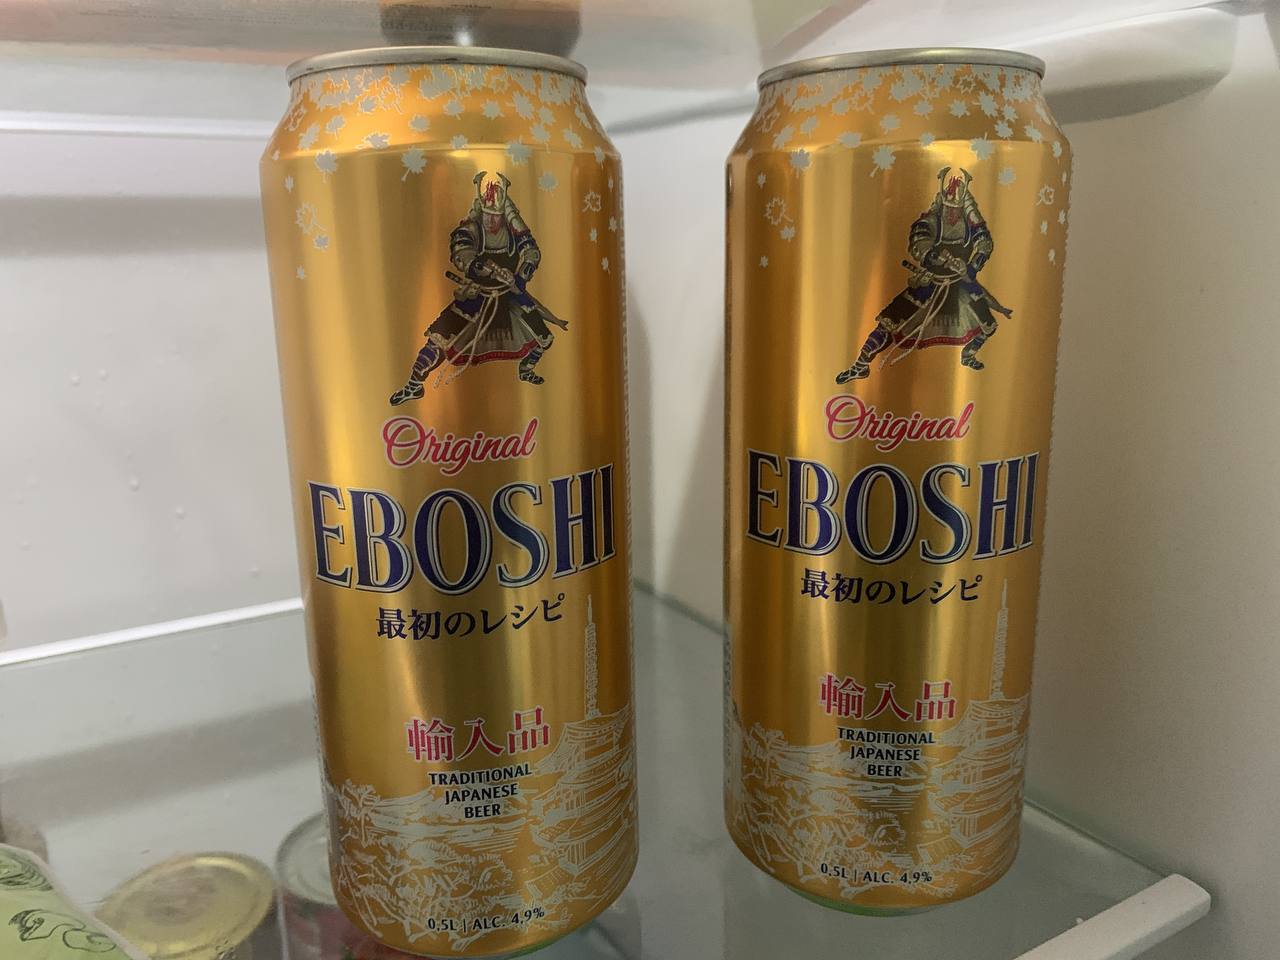 Original
EBOSHI
最初のレシピ
輸入品
TRADITIONAL
JAPANESE
BEER
0,5L | ALC. 4,9%
Original
EBOSHI
最初のレシピ
輸入品
TRADITIONAL
JAPANESE
BEER
0,5L | ALC. 4,9%